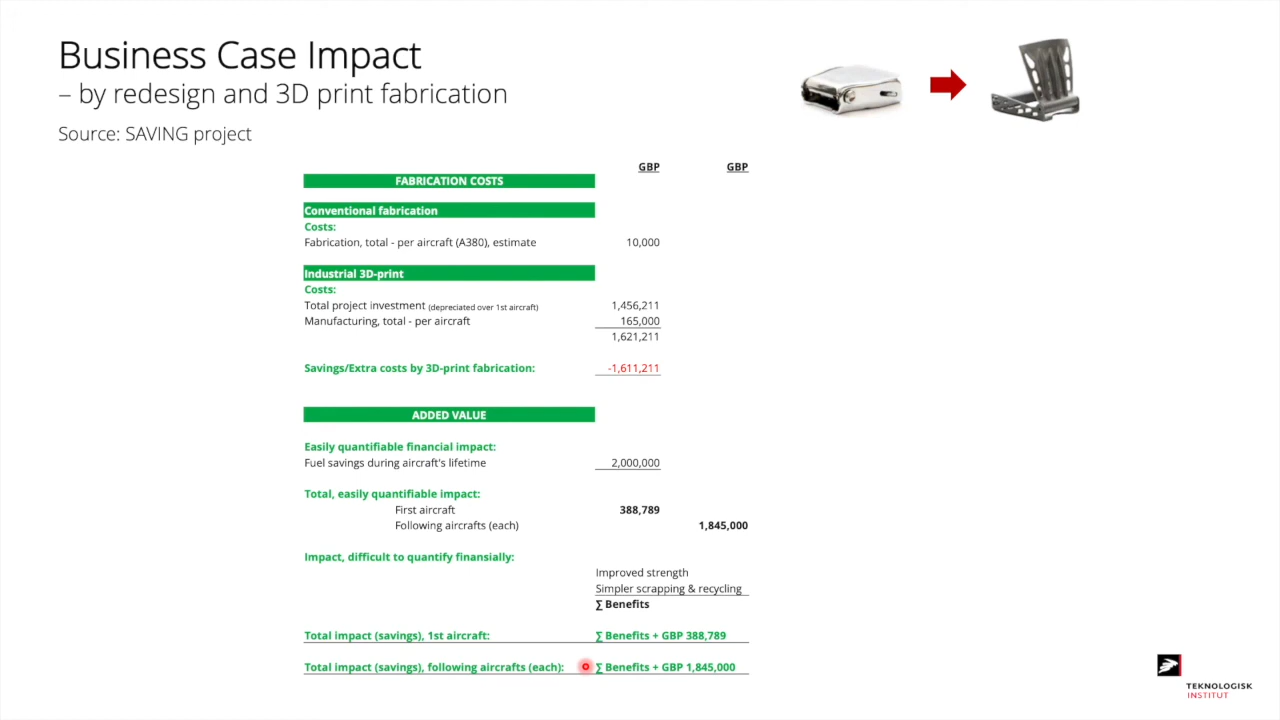 Business Case Impact
– by redesign and 3D print fabrication
Source: SAVING project
GBP GBP
FABRICATION COSTS
Conventional fabrication
Costs:
Fabrication, total - per aircraft (A380), estimate 10,000
Industrial 3D-print
Costs:
Total project investment (depreciated over 1st aircraft) 1,456,211
Manufacturing, total - per aircraft 165,000
1,621,211
Savings/Extra costs by 3D-print fabrication: -1,611,211
ADDED VALUE
Easily quantifiable financial impact:
Fuel savings during aircraft's lifetime 2,000,000
Total, easily quantifiable impact:
First aircraft 388,789
Following aircrafts (each) 1,845,000
Impact, difficult to quantify finansially:
Improved strength
Simpler scrapping & recycling
∑ Benefits
Total impact (savings), 1st aircraft: ∑ Benefits + GBP 388,789
Total impact (savings), following aircrafts (each): ∑ Benefits + GBP 1,845,000
TEKNOLOGISK
INSTITUT